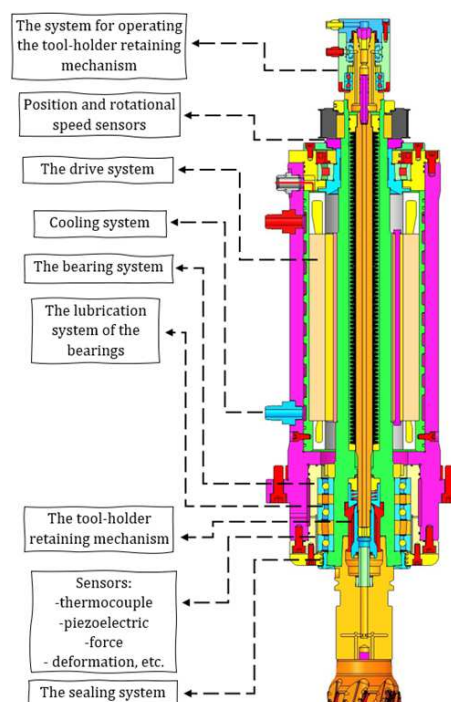 The system for operating
the tool-holder retaining
mechanism
Position and rotational
speed sensors
The drive system
Cooling system
The bearing system
The lubrication
system of the
bearings
The tool-holder
retaining mechanism
Sensors:
-thermocouple
-piezoelectric
-force
- deformation, etc.
The sealing system